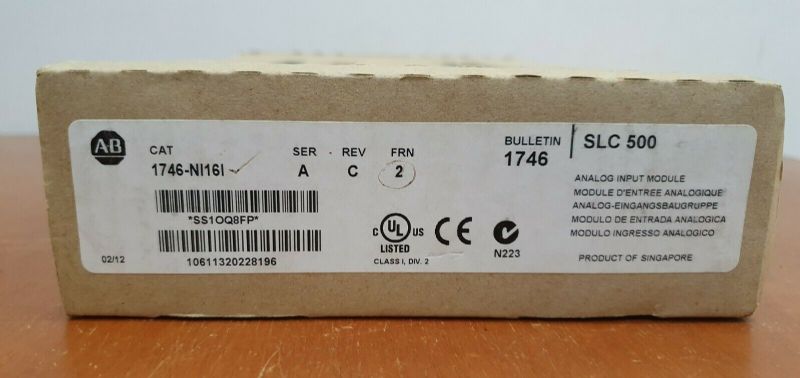 A-B
CAT
1746-NI16I
SER
A
REV
C
FRN
2
BULLETIN
1746
SLC 500
*SS1OQ8FP*
10611320228196
02/12
C UL US
LISTED
CLASS I, DIV. 2
CE
N223
ANALOG INPUT MODULE
MODULE D'ENTREE ANALOGIQUE
ANALOG-EINGANGSBAUGRUPPE
MODULO DE ENTRADA ANALOGICA
MODULO INGRESSO ANALOGICO
PRODUCT OF SINGAPORE